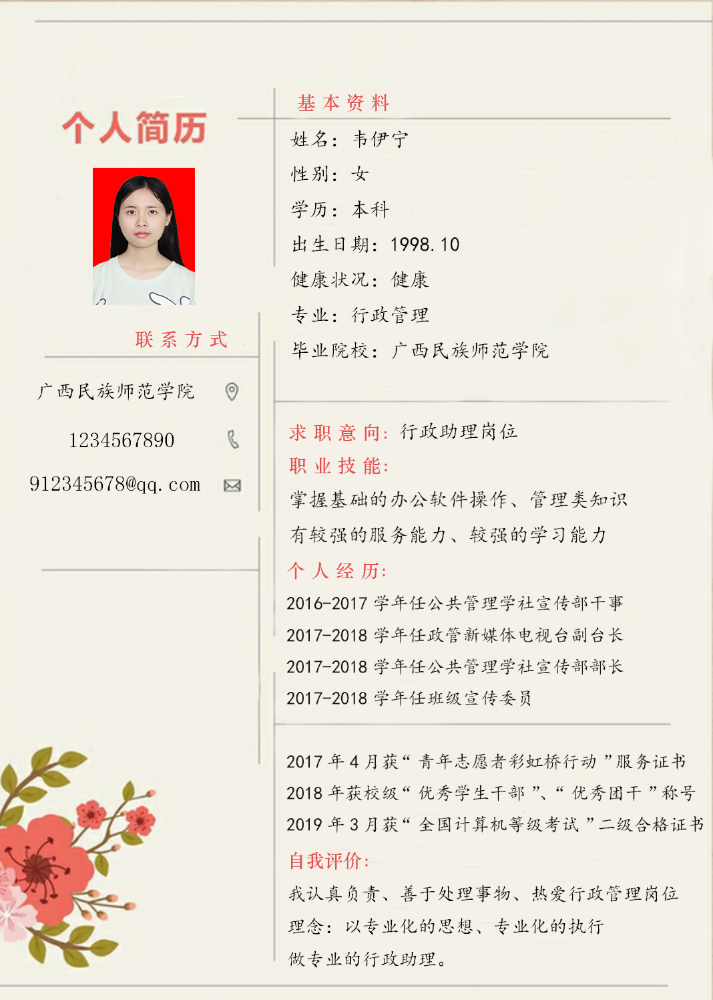 个人简历
联系方式
广西民族师范学院
1234567890
912345678@qq.com
基本资料
姓名：韦伊宁
性别：女
学历：本科
出生日期：1998.10
健康状况：健康
专业：行政管理
毕业院校：广西民族师范学院
求职意向：行政助理岗位
职业技能：
掌握基础的办公软件操作、管理类知识
有较强的服务能力、较强的学习能力
个人经历：
2016-2017 学年任公共管理学社宣传部干事
2017-2018 学年任政管新媒体电视台副台长
2017-2018 学年任公共管理学社宣传部部长
2017-2018 学年任班级宣传委员
2017 年 4 月获“青年志愿者彩虹桥行动”服务证书
2018 年获校级“优秀学生干部”、“优秀团干”称号
2019 年 3 月获“全国计算机等级考试”二级合格证书
自我评价：
我认真负责、善于处理事物、热爱行政管理岗位
理念：以专业化的思想、专业化的执行
做专业的行政助理。